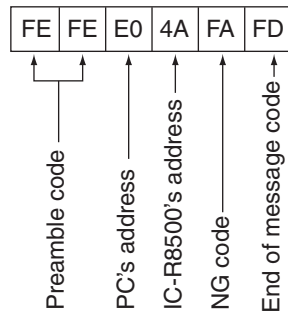 FE FE E0 4A FA FD
Preamble code
PC's address
IC-R8500's address
NG code
End of message code